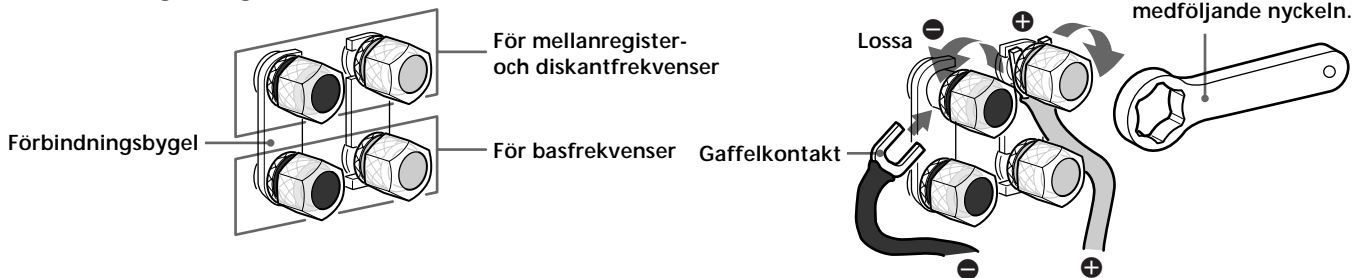 För mellanregister-
och diskantfrekvenser
Förbindningsbygel
För basfrekvenser
medföljande nyckeln.
Lossa
Gaffelkontakt